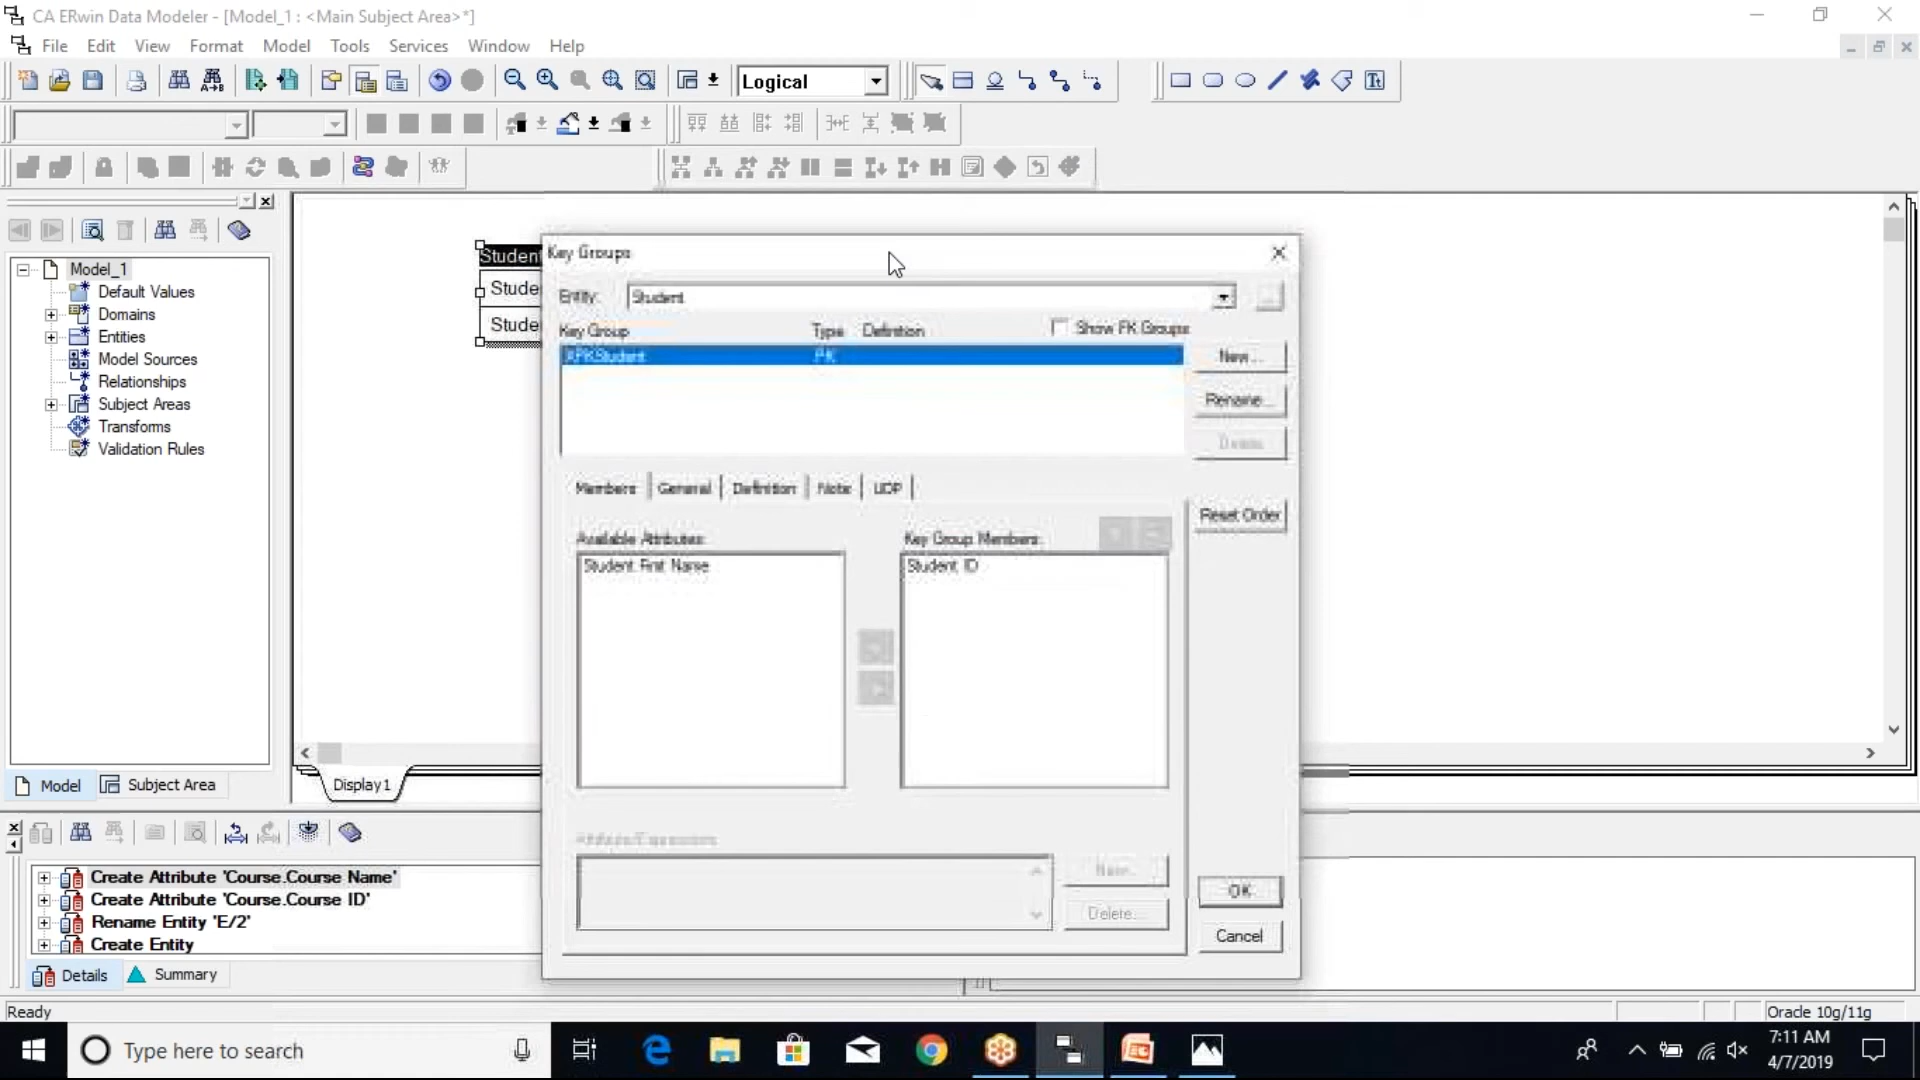 CA ERwin Data Modeler - [Model_1 : <Main Subject Area>*]
File Edit View Format Model Tools Services Window Help
Logical
Model_1
Default Values
Domains
Entities
Model Sources
Relationships
Subject Areas
Transforms
Validation Rules
Model Subject Area
Student
Stude
Stude
Display1
Key Groups
Entity: Student
Key Group Type Definition Show FK Groups
XPKStudent PK
New...
Rename...
Delete
Members General Definition Note UDP
Reset Order
Available Attributes: Key Group Members:
Student First Name Student ID
Attribute/Expressions
New...
Delete...
OK
Cancel
Create Attribute 'Course.Course Name'
Create Attribute 'Course.Course ID'
Rename Entity 'E/2'
Create Entity
Details Summary
Ready Oracle 10g/11g
Type here to search
7:11 AM
4/7/2019